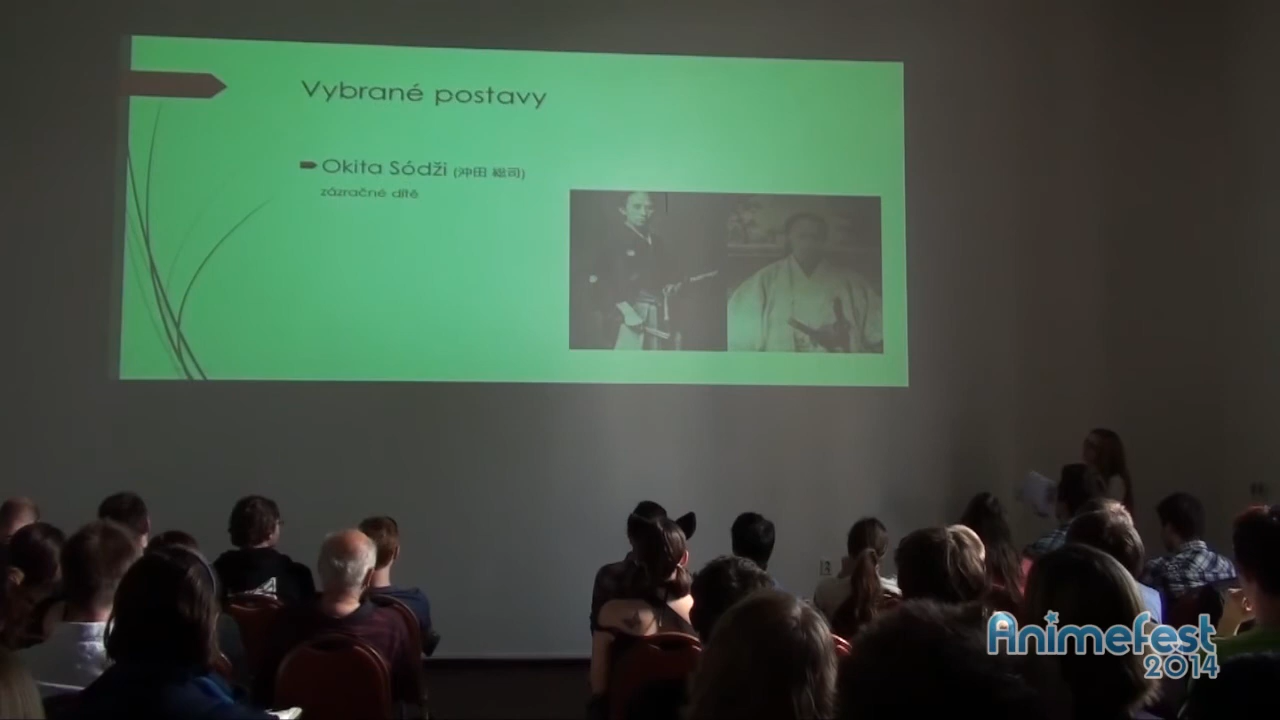 Vybrané postavy
Okita Sódži (沖田 総司)
zázračné dítě
Animefest
2014